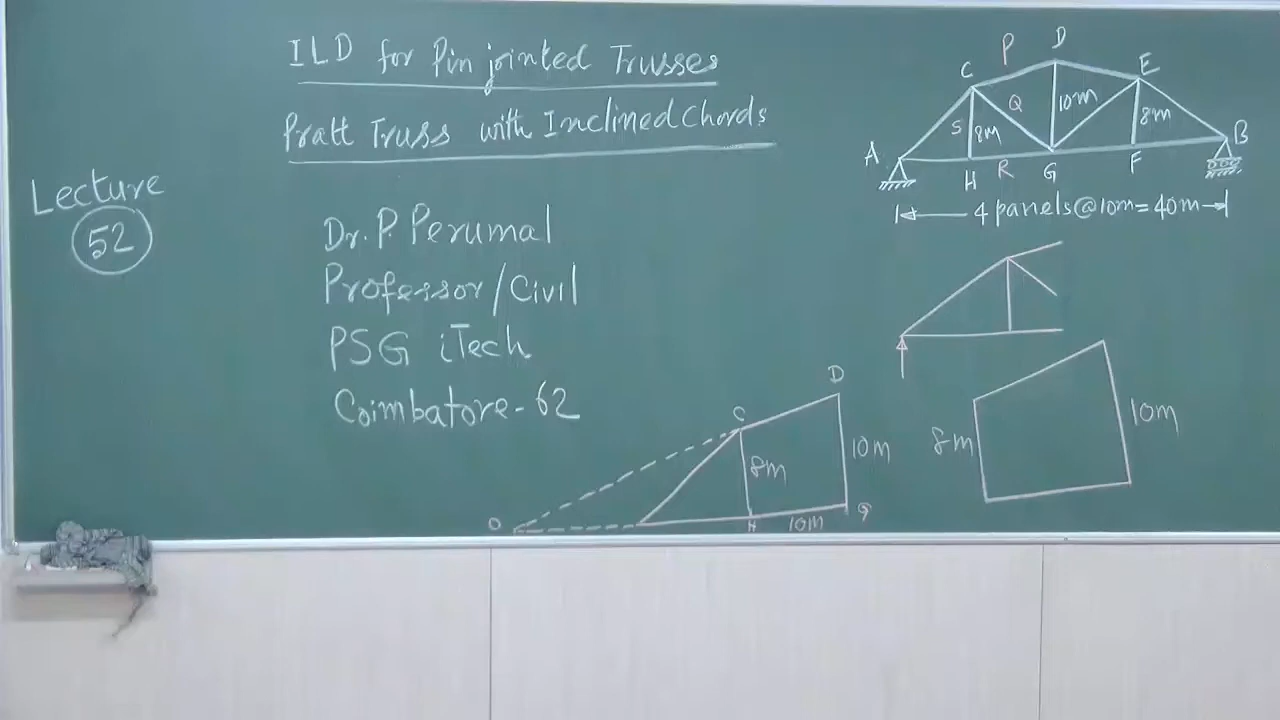 ILD for Pin jointed Trusses
Pratt Truss with Inclined Chords
Lecture
52
Dr. P. Perumal
Professor / Civil
PSG iTech
Coimbatore - 62
P D
C E
Q 10m
S 8m 8m
A B
H R G F
4 panels @ 10m = 40m
D
C
8m 10m
O H 10m G
8m 10m